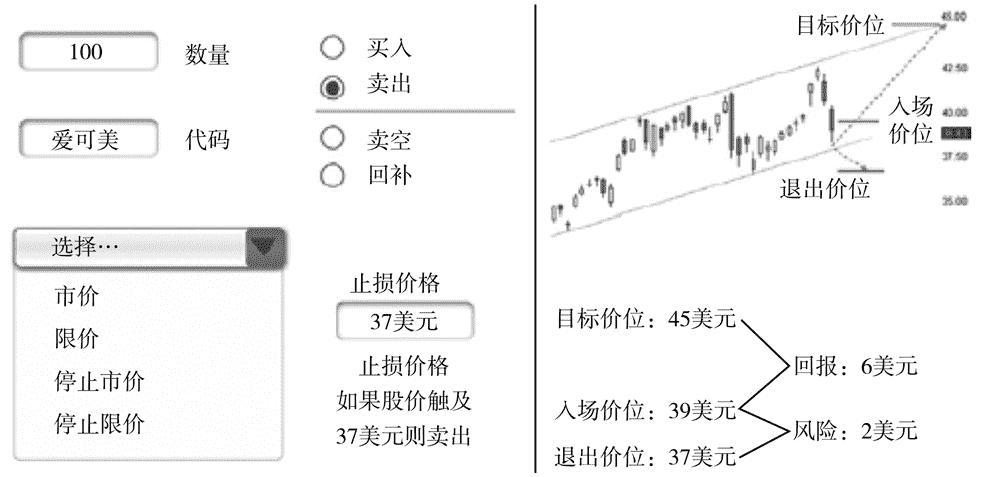 100
数量
爱可美
代码
买入
卖出
卖空
回补
选择…
市价
限价
停止市价
停止限价
止损价格
37美元
止损价格
如果股价触及
37美元则卖出
目标价位
入场
价位
退出价位
45.00
42.50
40.00
37.50
35.00
目标价位：45美元
回报：6美元
入场价位：39美元
风险：2美元
退出价位：37美元